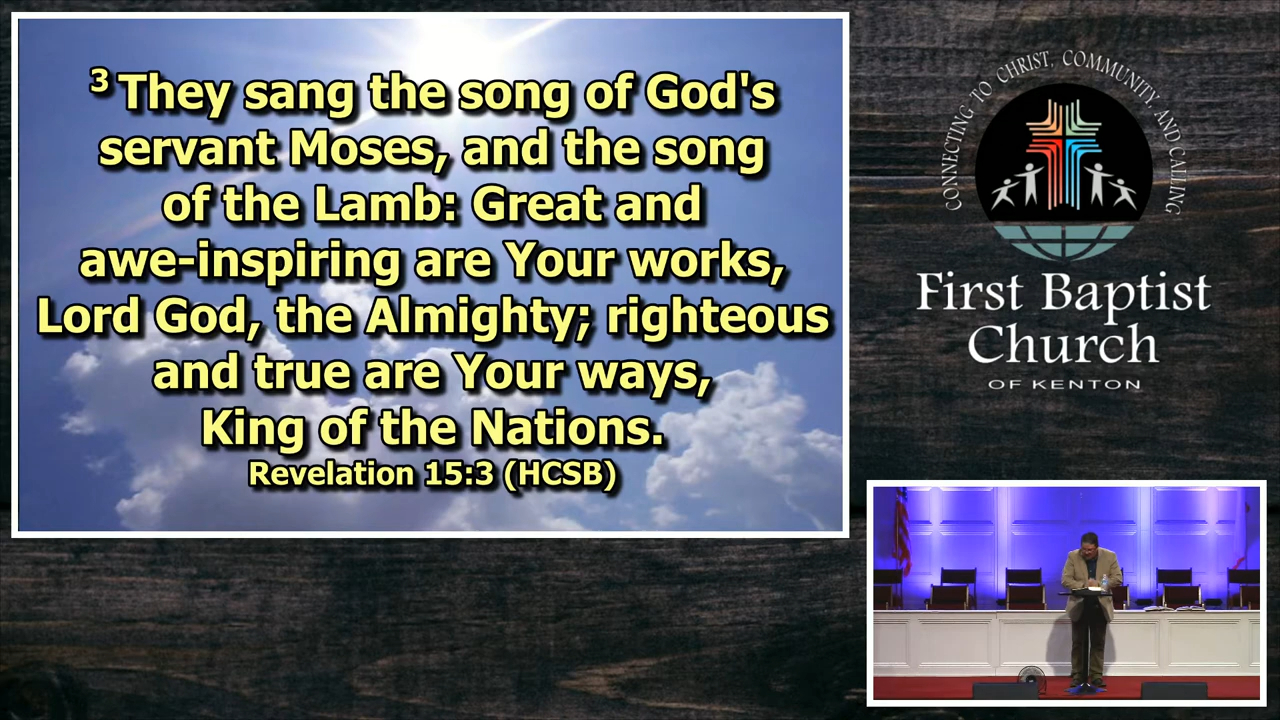 3 They sang the song of God's
servant Moses, and the song
of the Lamb: Great and
awe-inspiring are Your works,
Lord God, the Almighty; righteous
and true are Your ways,
King of the Nations.
Revelation 15:3 (HCSB)
CONNECTING TO CHRIST, COMMUNITY, AND CALLING
First Baptist
Church
OF KENTON